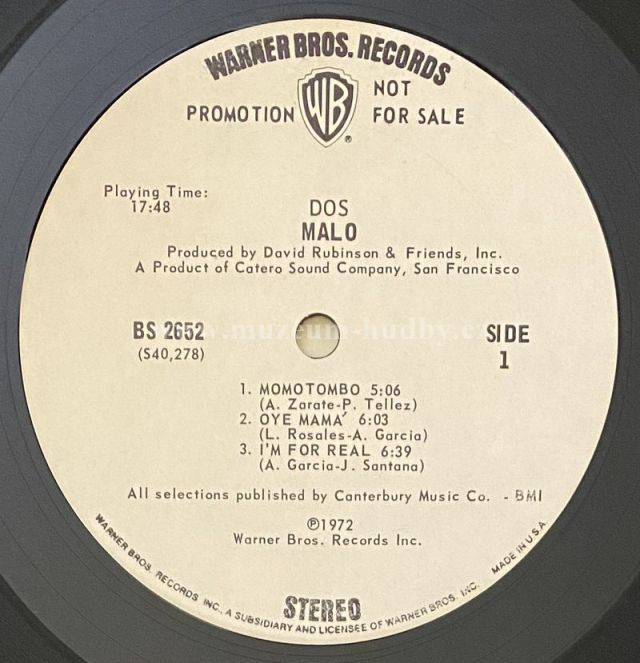 WARNER BROS. RECORDS
PROMOTION NOT FOR SALE
WB
®
Playing Time:
17:48
DOS
MALO
Produced by David Rubinson & Friends, Inc.
A Product of Catero Sound Company, San Francisco
BS 2652
(S40,278)
SIDE
1
www.muzeum-hudby.cz
1. MOMOTOMBO 5:06
(A. Zarate-P. Tellez)
2. OYE MAMA´ 6:03
(L. Rosales-A. Garcia)
3. I'M FOR REAL 6:39
(A. Garcia-J. Santana)
All selections published by Canterbury Music Co. - BMI
℗1972
Warner Bros. Records Inc.
STEREO
WARNER BROS. RECORDS INC., A SUBSIDIARY AND LICENSEE OF WARNER BROS. INC. MADE IN U.S.A.